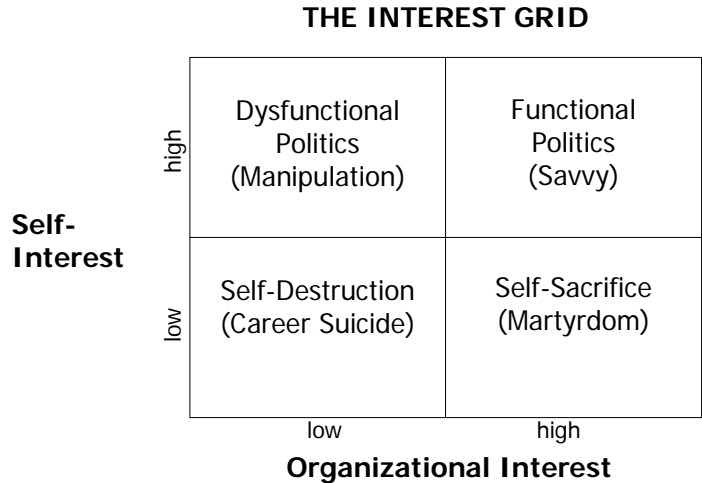 THE INTEREST GRID
high
Dysfunctional
Politics
(Manipulation)
Functional
Politics
(Savvy)
Self-
Interest
low
Self-Destruction
(Career Suicide)
Self-Sacrifice
(Martyrdom)
low
high
Organizational Interest